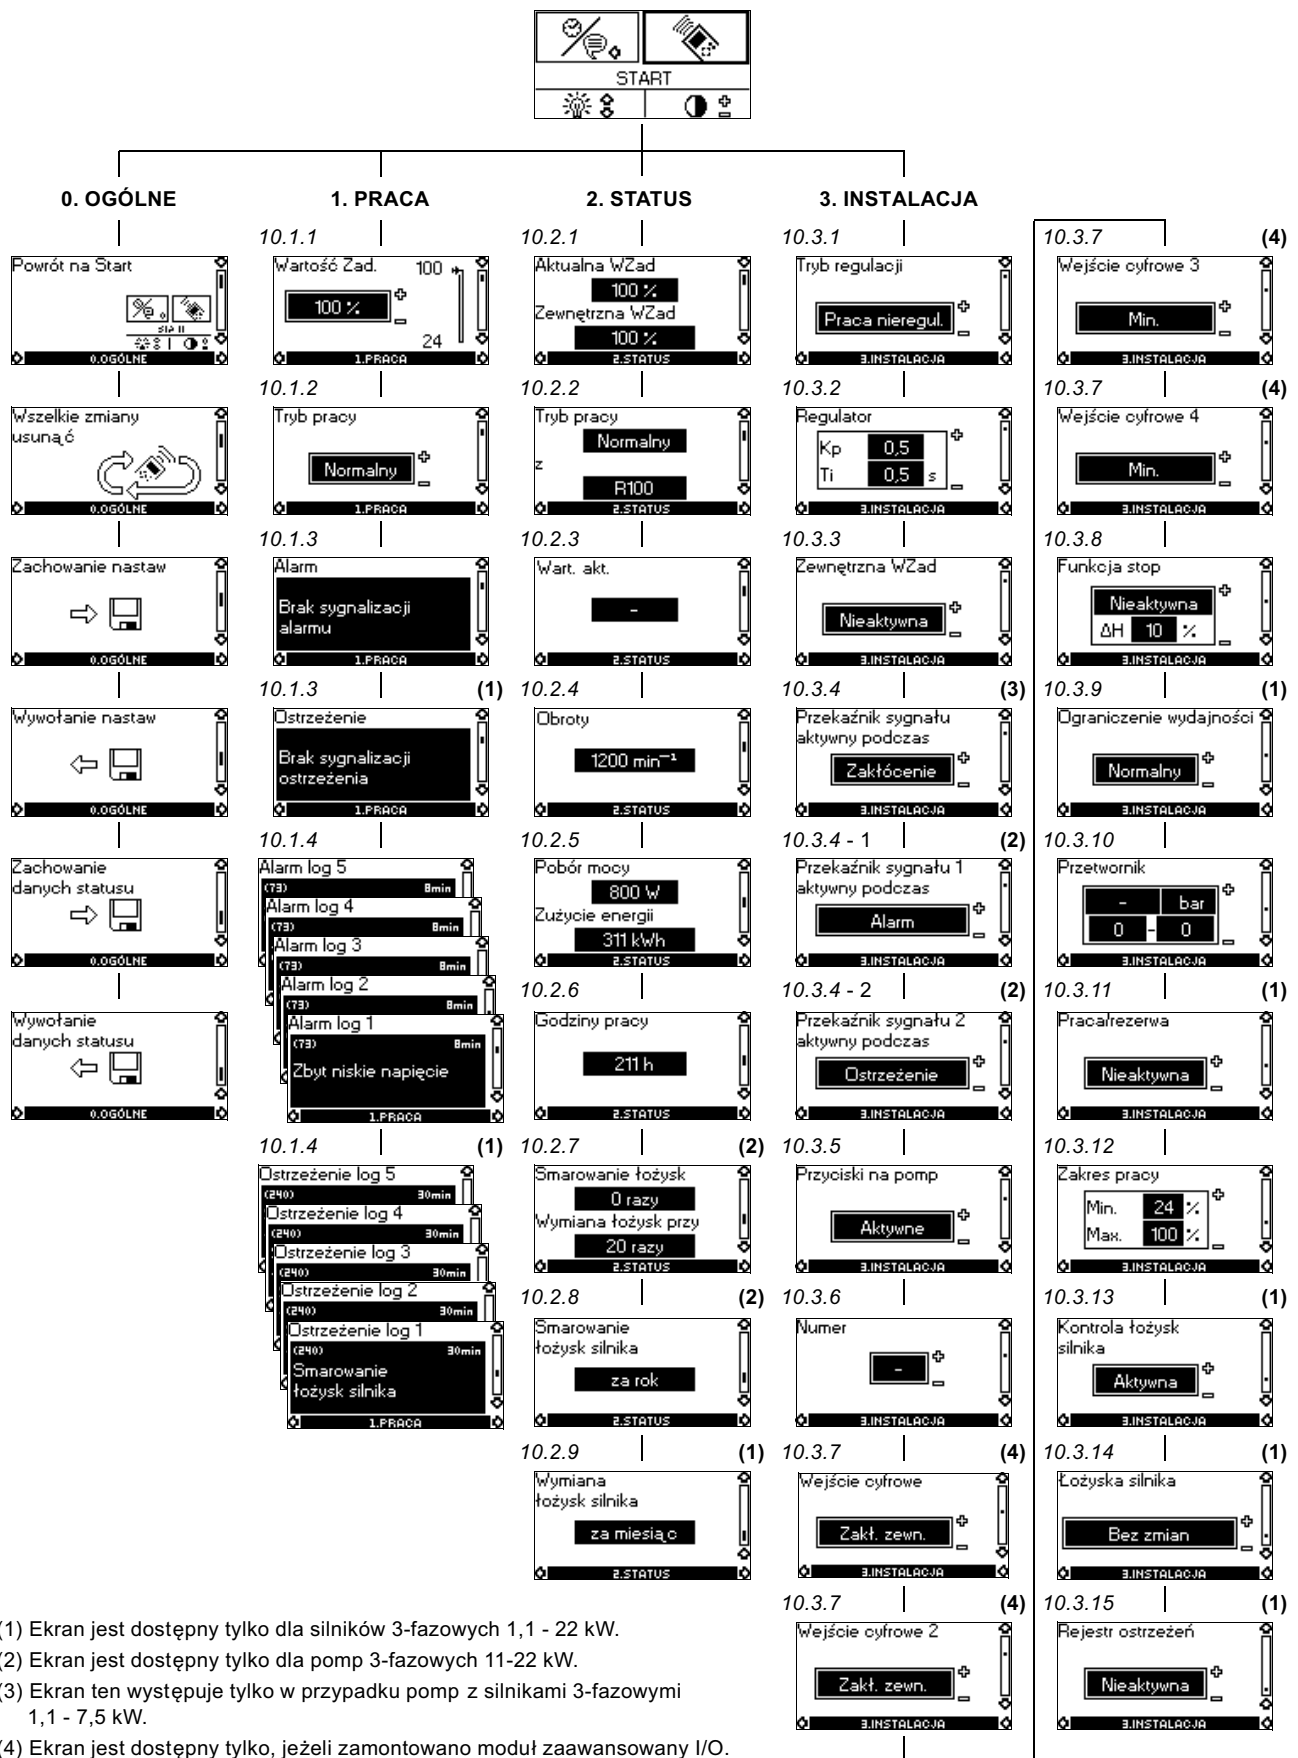 START
0. OGÓLNE
1. PRACA
2. STATUS
3. INSTALACJA
Powrót na Start
START
0.OGÓLNE
Wszelkie zmiany
usunąć
0.OGÓLNE
Zachowanie nastaw
0.OGÓLNE
Wywołanie nastaw
0.OGÓLNE
Zachowanie
danych statusu
0.OGÓLNE
Wywołanie
danych statusu
0.OGÓLNE
10.1.1
Wartość Zad.
100
100 %
24
1.PRACA
10.1.2
Tryb pracy
Normalny
1.PRACA
10.1.3
Alarm
Brak sygnalizacji
alarmu
1.PRACA
10.1.3 (1)
Ostrzeżenie
Brak sygnalizacji
ostrzeżenia
1.PRACA
10.1.4
Alarm log 5
(73) 8min
Alarm log 4
(73) 8min
Alarm log 3
(73) 8min
Alarm log 2
(73) 8min
Alarm log 1
(73) 8min
Zbyt niskie napięcie
1.PRACA
10.1.4 (1)
Ostrzeżenie log 5
(240) 30min
Ostrzeżenie log 4
(240) 30min
Ostrzeżenie log 3
(240) 30min
Ostrzeżenie log 2
(240) 30min
Ostrzeżenie log 1
(240) 30min
Smarowanie
łożysk silnika
1.PRACA
10.2.1
Aktualna WZad
100 %
Zewnętrzna WZad
100 %
2.STATUS
10.2.2
Tryb pracy
Normalny
z
R100
2.STATUS
10.2.3
Wart. akt.
-
2.STATUS
10.2.4
Obroty
1200 min⁻¹
2.STATUS
10.2.5
Pobór mocy
800 W
Zużycie energii
311 kWh
2.STATUS
10.2.6
Godziny pracy
211 h
2.STATUS
10.2.7 (2)
Smarowanie łożysk
0 razy
Wymiana łożysk przy
20 razy
2.STATUS
10.2.8 (2)
Smarowanie
łożysk silnika
za rok
2.STATUS
10.2.9 (1)
Wymiana
łożysk silnika
za miesiąc
2.STATUS
10.3.1
Tryb regulacji
Praca nieregul.
3.INSTALACJA
10.3.2
Regulator
Kp 0,5
Ti 0,5 s
3.INSTALACJA
10.3.3
Zewnętrzna WZad
Nieaktywna
3.INSTALACJA
10.3.4 (3)
Przekaźnik sygnału
aktywny podczas
Zakłócenie
3.INSTALACJA
10.3.4 - 1 (2)
Przekaźnik sygnału 1
aktywny podczas
Alarm
3.INSTALACJA
10.3.4 - 2 (2)
Przekaźnik sygnału 2
aktywny podczas
Ostrzeżenie
3.INSTALACJA
10.3.5
Przyciski na pomp
Aktywne
3.INSTALACJA
10.3.6
Numer
-
3.INSTALACJA
10.3.7 (4)
Wejście cyfrowe
Zakł. zewn.
3.INSTALACJA
10.3.7 (4)
Wejście cyfrowe 2
Zakł. zewn.
3.INSTALACJA
10.3.7 (4)
Wejście cyfrowe 3
Min.
3.INSTALACJA
10.3.7 (4)
Wejście cyfrowe 4
Min.
3.INSTALACJA
10.3.8
Funkcja stop
Nieaktywna
ΔH 10 %
3.INSTALACJA
10.3.9 (1)
Ograniczenie wydajności
Normalny
3.INSTALACJA
10.3.10
Przetwornik
- bar
0 - 0
3.INSTALACJA
10.3.11 (1)
Praca/rezerwa
Nieaktywna
3.INSTALACJA
10.3.12
Zakres pracy
Min. 24 %
Max. 100 %
3.INSTALACJA
10.3.13 (1)
Kontrola łożysk
silnika
Aktywna
3.INSTALACJA
10.3.14 (1)
Łożyska silnika
Bez zmian
3.INSTALACJA
10.3.15 (1)
Rejestr ostrzeżeń
Nieaktywna
3.INSTALACJA
(1) Ekran jest dostępny tylko dla silników 3-fazowych 1,1 - 22 kW.
(2) Ekran jest dostępny tylko dla pomp 3-fazowych 11-22 kW.
(3) Ekran ten występuje tylko w przypadku pomp z silnikami 3-fazowymi
1,1 - 7,5 kW.
(4) Ekran jest dostępny tylko, jeżeli zamontowano moduł zaawansowany I/O.